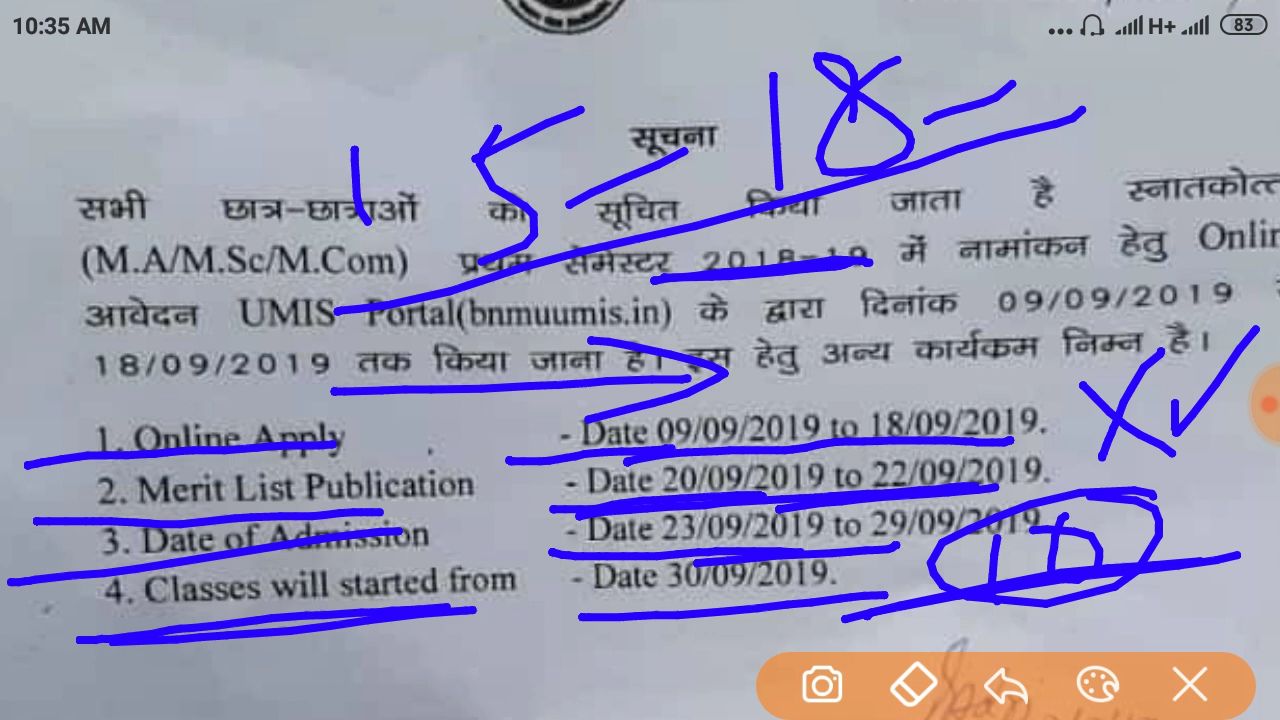 10:35 AM
H+
83
15-18
सूचना
सभी छात्र-छात्राओं को सूचित किया जाता है
(M.A/M.Sc/M.Com) प्रथम सेमेस्टर 2018-19 में नामांकन हेतु
आवेदन UMIS Portal(bnmuumis.in) के द्वारा दिनांक 09/09/2019
18/09/2019 तक किया जाना है। इस हेतु अन्य कार्यक्रम निम्न है।
1. Online Apply - Date 09/09/2019 to 18/09/2019.
2. Merit List Publication - Date 20/09/2019 to 22/09/2019.
3. Date of Admission - Date 23/09/2019 to 29/09/2019
4. Classes will started from - Date 30/09/2019.